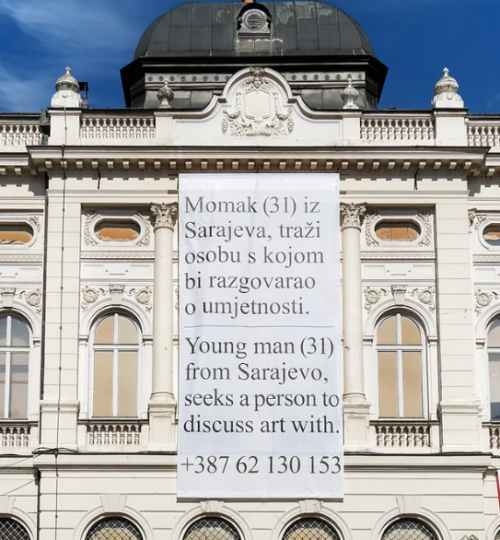 Momak (31) iz
Sarajeva, traži
osobu s kojom
bi razgovarao
o umjetnosti.
Young man (31)
from Sarajevo,
seeks a person to
discuss art with.
+387 62 130 153